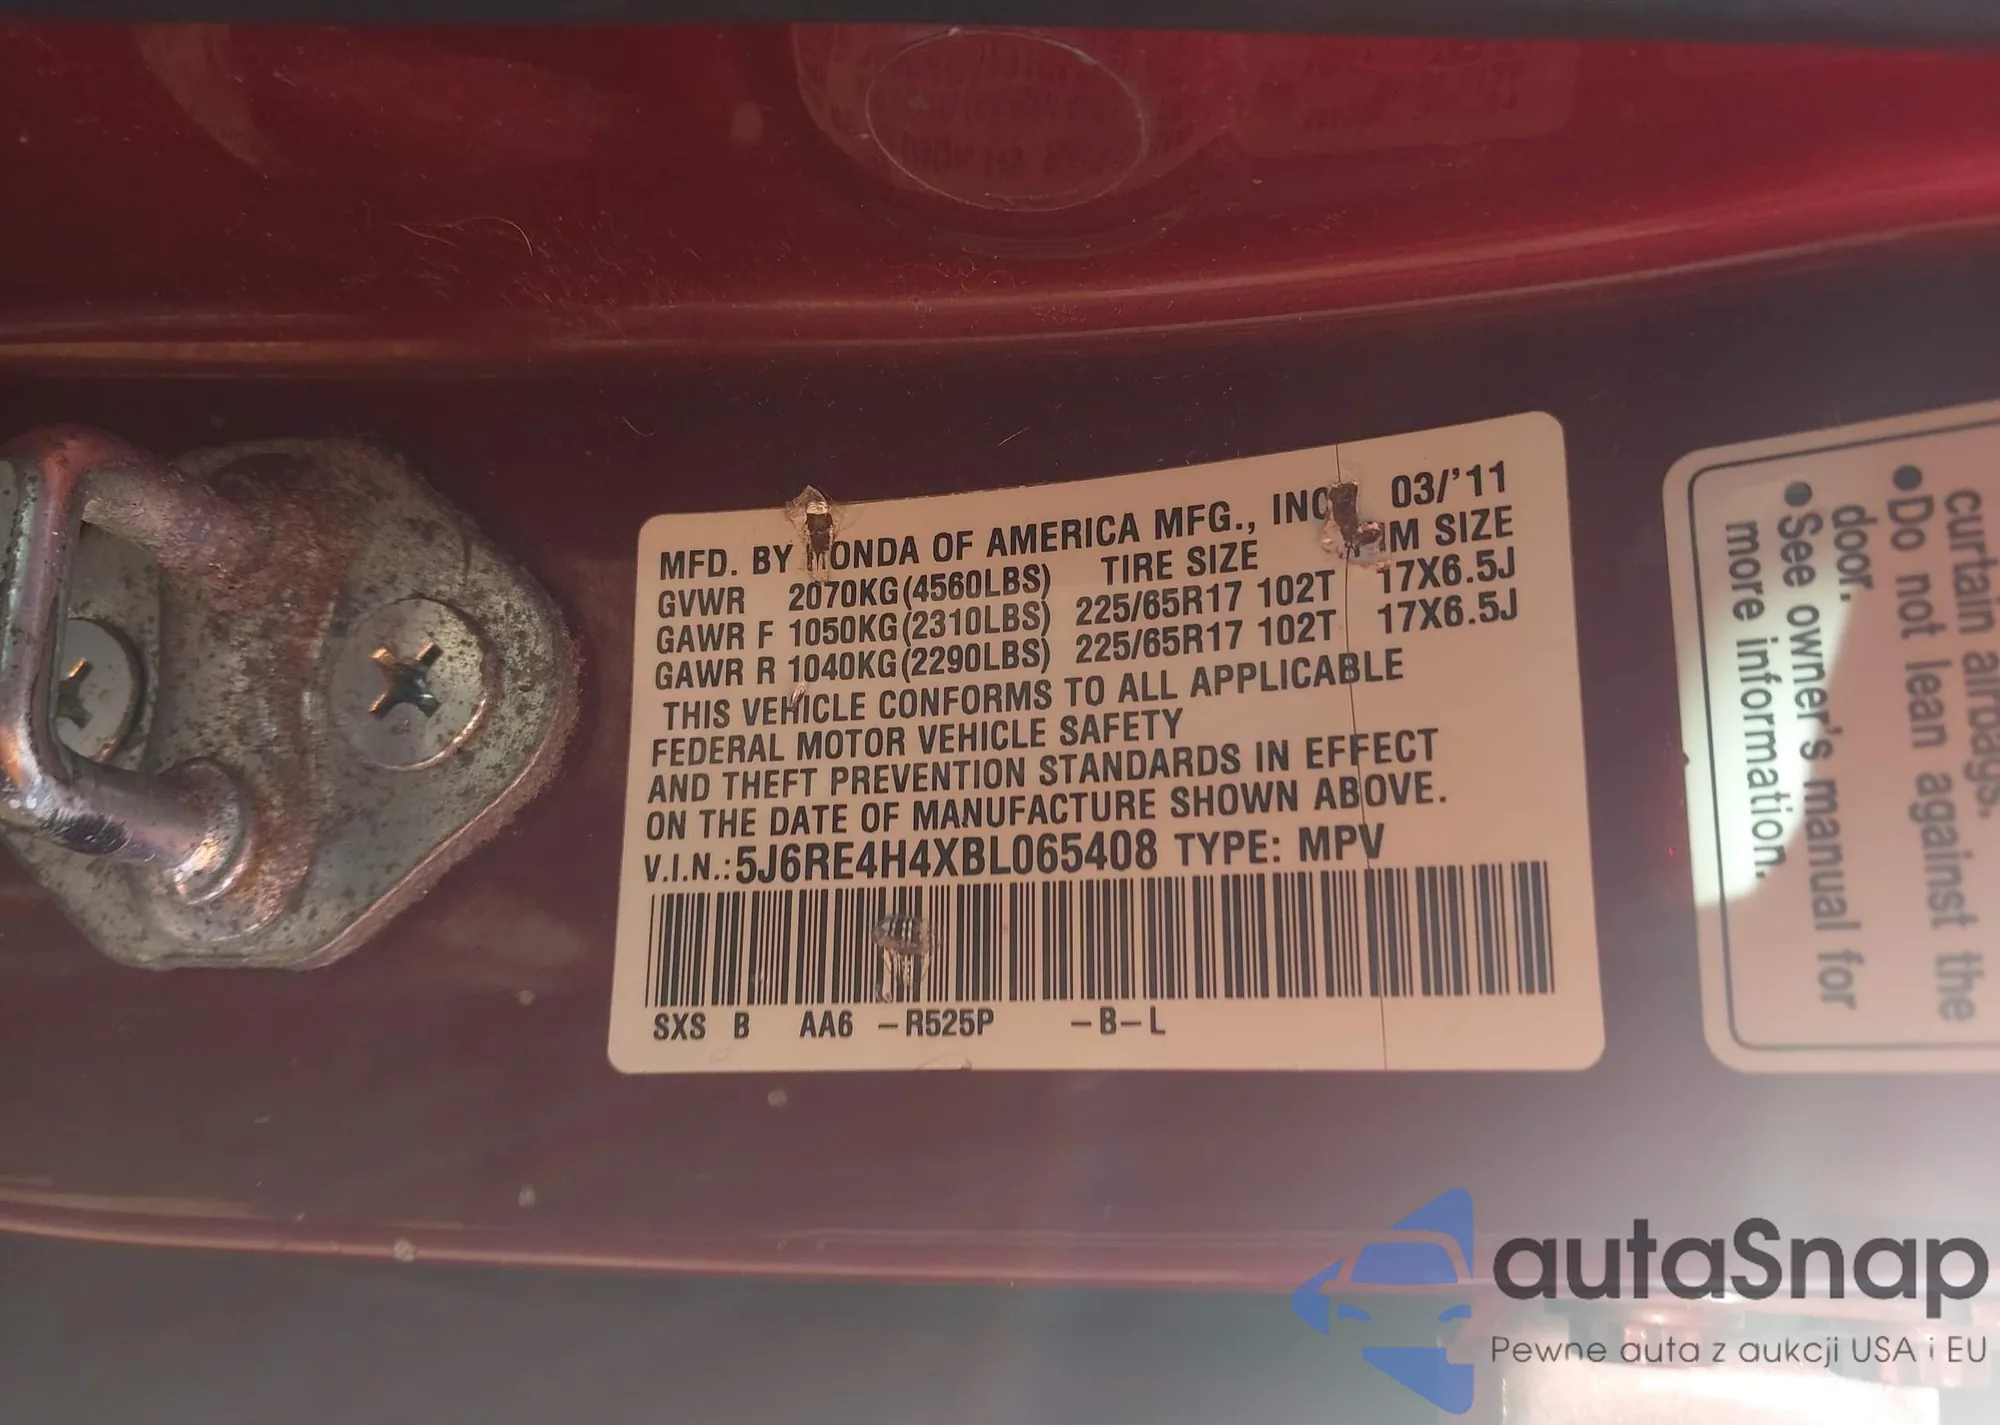 MFD. BY HONDA OF AMERICA MFG., INC. 03/'11
GVWR 2070KG(4560LBS) TIRE SIZE RIM SIZE
GAWR F 1050KG(2310LBS) 225/65R17 102T 17X6.5J
GAWR R 1040KG(2290LBS) 225/65R17 102T 17X6.5J
THIS VEHICLE CONFORMS TO ALL APPLICABLE
FEDERAL MOTOR VEHICLE SAFETY
AND THEFT PREVENTION STANDARDS IN EFFECT
ON THE DATE OF MANUFACTURE SHOWN ABOVE.
V.I.N.: 5J6RE4H4XBL065408 TYPE: MPV
SXS B AA6 –R525P –B–L
curtain airbags.
●Do not lean against the
door.
●See owner's manual for
more information.
autaSnap
Pewne auta z aukcji USA i EU